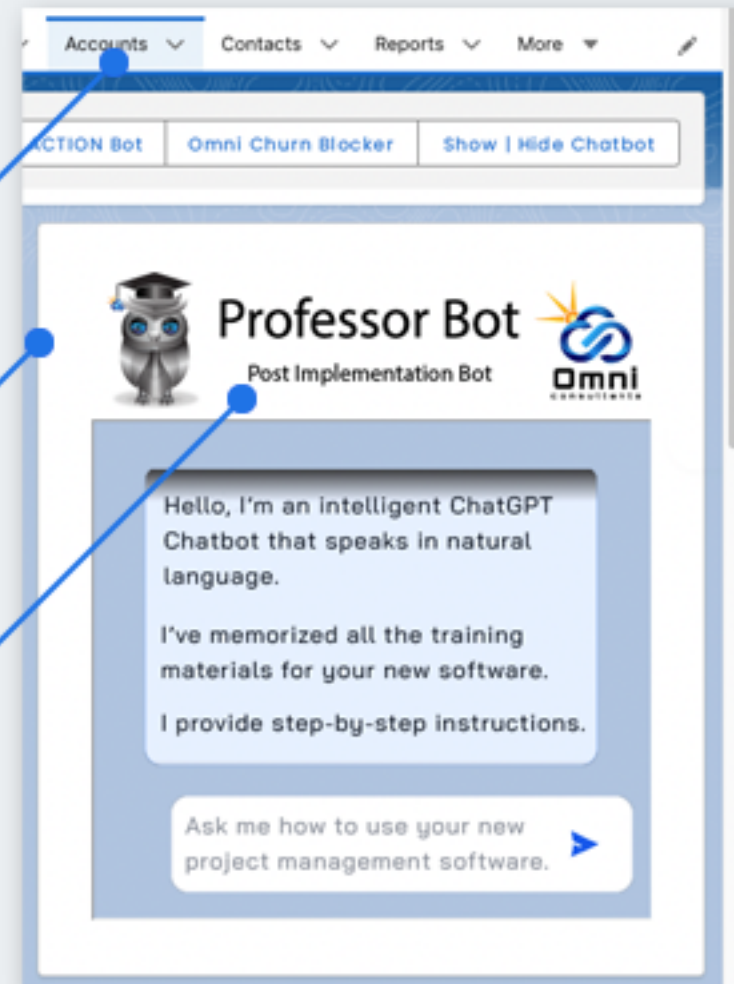 Accounts Contacts Reports More
ACTION Bot Omni Churn Blocker Show | Hide Chatbot
Professor Bot
Post Implementation Bot
Omni
Consultants
Hello, I'm an intelligent ChatGPT
Chatbot that speaks in natural
language.
I've memorized all the training
materials for your new software.
I provide step-by-step instructions.
Ask me how to use your new
project management software.